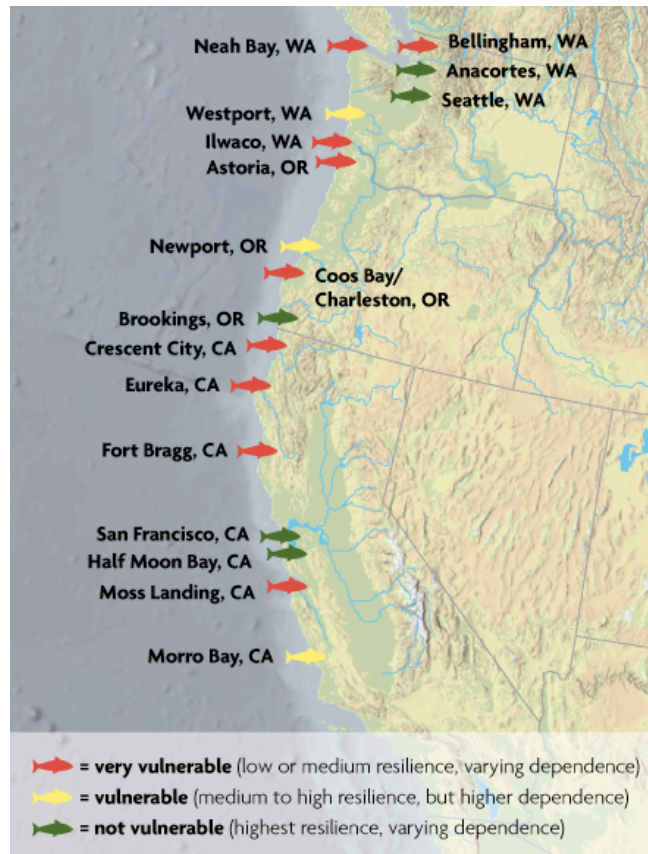 Neah Bay, WA
Bellingham, WA
Anacortes, WA
Seattle, WA
Westport, WA
Ilwaco, WA
Astoria, OR
Newport, OR
Coos Bay/
Charleston, OR
Brookings, OR
Crescent City, CA
Eureka, CA
Fort Bragg, CA
San Francisco, CA
Half Moon Bay, CA
Moss Landing, CA
Morro Bay, CA
= very vulnerable (low or medium resilience, varying dependence)
= vulnerable (medium to high resilience, but higher dependence)
= not vulnerable (highest resilience, varying dependence)